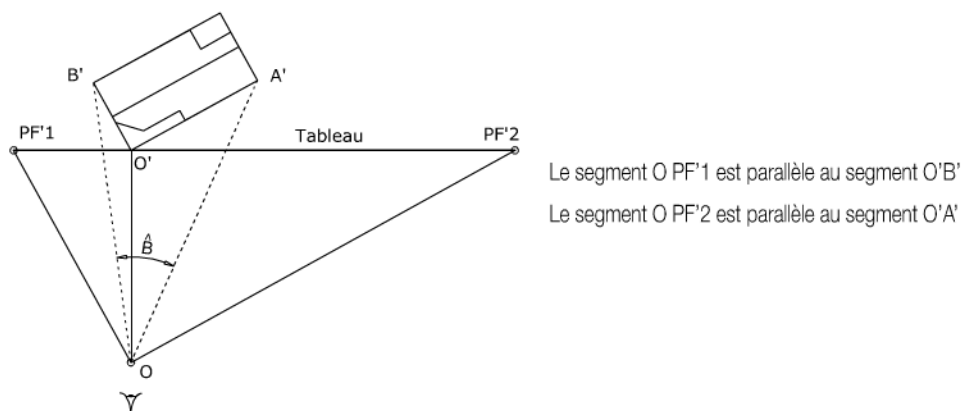 B'
A'
PF'1
Tableau
PF'2
O'
Le segment O PF'1 est parallèle au segment O'B'
Le segment O PF'2 est parallèle au segment O'A'
B̂
O